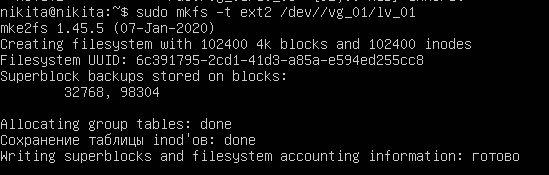 nikita@nikita:~$ sudo mkfs -t ext2 /dev//vg_01/lv_01
mke2fs 1.45.5 (07-Jan-2020)
Creating filesystem with 102400 4k blocks and 102400 inodes
Filesystem UUID: 6c391795-2cd1-41d3-a85a-e594ed255cc8
Superblock backups stored on blocks:
32768, 98304
Allocating group tables: done
Сохранение таблицы inod'ов: done
Writing superblocks and filesystem accounting information: готово